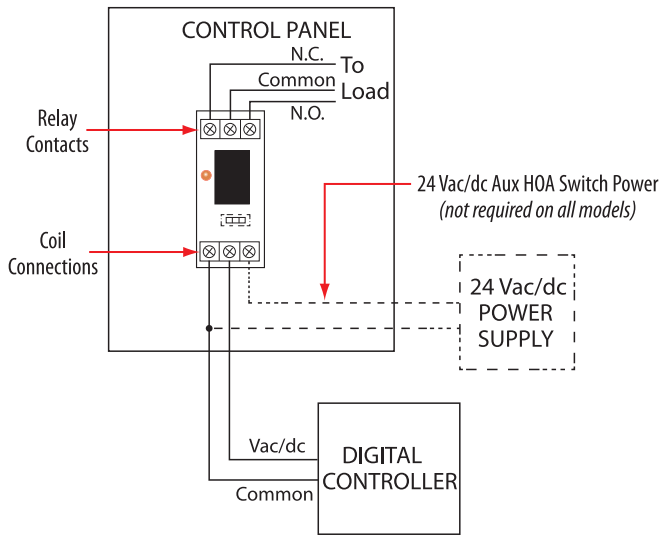 CONTROL PANEL
N.C.
To
Common
Load
N.O.
Relay
Contacts
24 Vac/dc Aux HOA Switch Power
(not required on all models)
Coil
Connections
24 Vac/dc
POWER
SUPPLY
Vac/dc
DIGITAL
CONTROLLER
Common